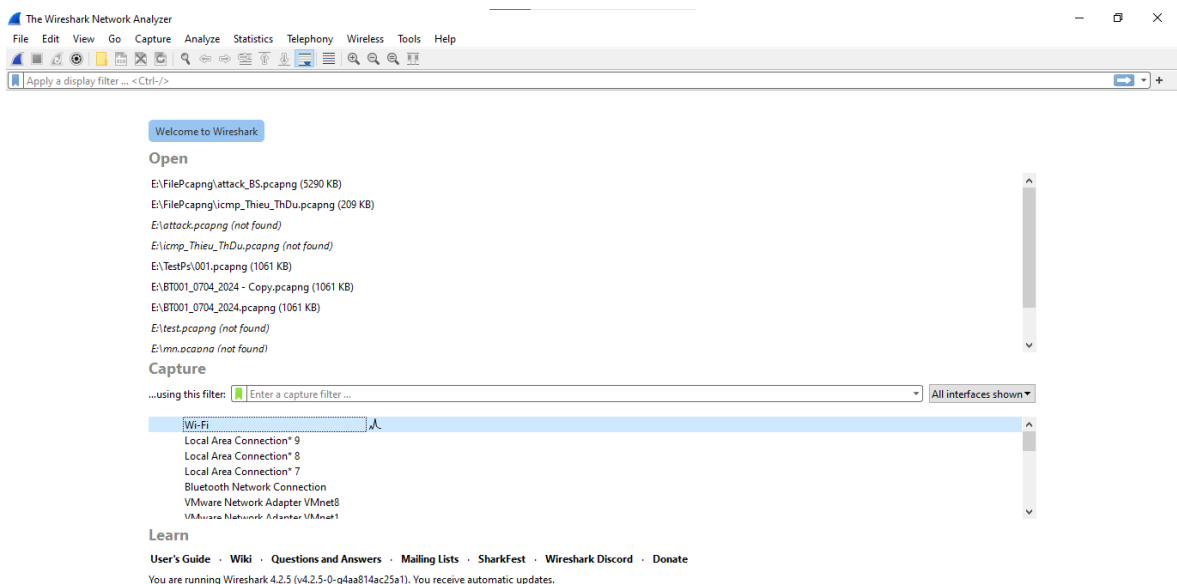 The Wireshark Network Analyzer
File Edit View Go Capture Analyze Statistics Telephony Wireless Tools Help
Apply a display filter ... <Ctrl-/>
Welcome to Wireshark
Open
E:\FilePcapng\attack_BS.pcapng (5290 KB)
E:\FilePcapng\icmp_Thieu_ThDu.pcapng (209 KB)
E:\attack.pcapng (not found)
E:\icmp_Thieu_ThDu.pcapng (not found)
E:\TestPs\001.pcapng (1061 KB)
E:\BT001_0704_2024 - Copy.pcapng (1061 KB)
E:\BT001_0704_2024.pcapng (1061 KB)
E:\test.pcapng (not found)
E:\mn.pcapng (not found)
Capture
...using this filter: Enter a capture filter ... All interfaces shown
Wi-Fi
Local Area Connection* 9
Local Area Connection* 8
Local Area Connection* 7
Bluetooth Network Connection
VMware Network Adapter VMnet8
VMware Network Adapter VMnet1
Learn
User's Guide · Wiki · Questions and Answers · Mailing Lists · SharkFest · Wireshark Discord · Donate
You are running Wireshark 4.2.5 (v4.2.5-0-g4aa814ac25a1). You receive automatic updates.